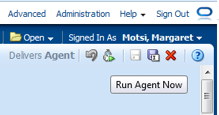 Advanced Administration Help Sign Out
Open Signed In As Motsi, Margaret
Delivers Agent
Run Agent Now